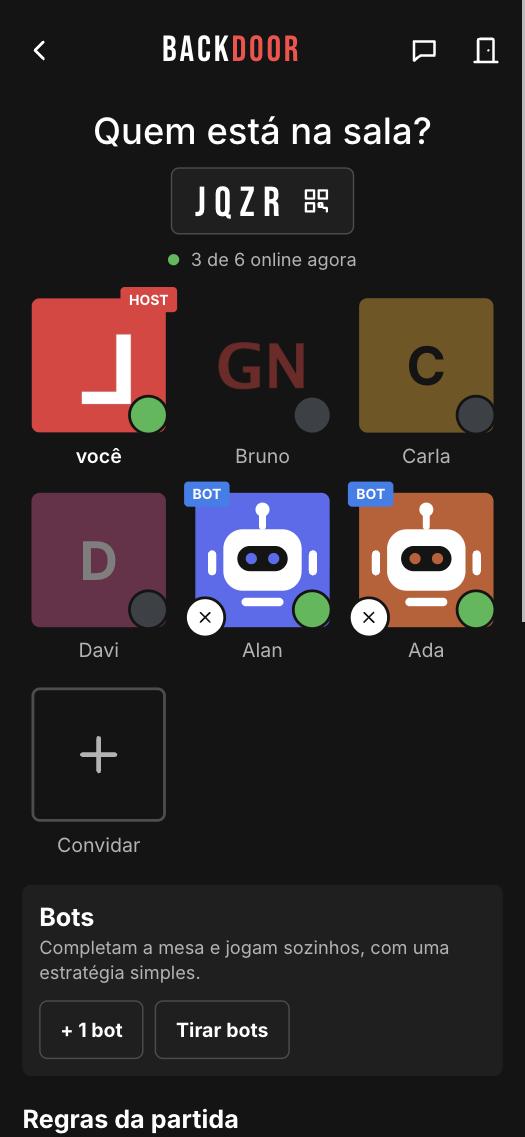 BACKDOOR
Quem está na sala?
JQZR
3 de 6 online agora
HOST
GN
C
você
Bruno
Carla
BOT
BOT
D
Davi
Alan
Ada
Convidar
Bots
Completam a mesa e jogam sozinhos, com uma
estratégia simples.
+ 1 bot
Tirar bots
Regras da partida